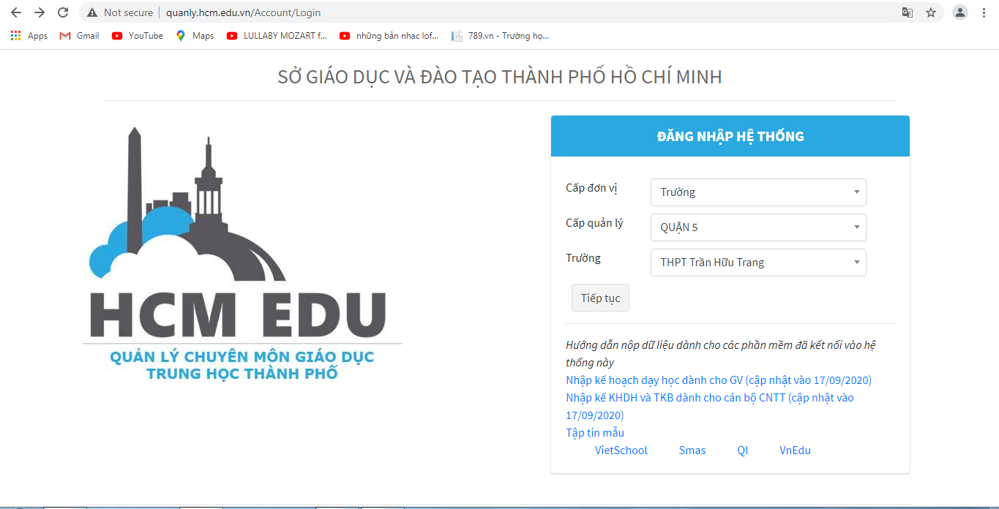 Not secure | quanly.hcm.edu.vn/Account/Login
Apps Gmail YouTube Maps LULLABY MOZART f... những bản nhac lof... 789.vn - Trường họ...
SỞ GIÁO DỤC VÀ ĐÀO TẠO THÀNH PHỐ HỒ CHÍ MINH
HCM EDU
QUẢN LÝ CHUYÊN MÔN GIÁO DỤC
TRUNG HỌC THÀNH PHỐ
ĐĂNG NHẬP HỆ THỐNG
Cấp đơn vị Trường
Cấp quản lý QUẬN 5
Trường THPT Trần Hữu Trang
Tiếp tục
Hướng dẫn nộp dữ liệu dành cho các phần mềm đã kết nối vào hệ
thống này
Nhập kế hoạch dạy học dành cho GV (cập nhật vào 17/09/2020)
Nhập kế KHDH và TKB dành cho cán bộ CNTT (cập nhật vào
17/09/2020)
Tập tin mẫu
VietSchool Smas QI VnEdu